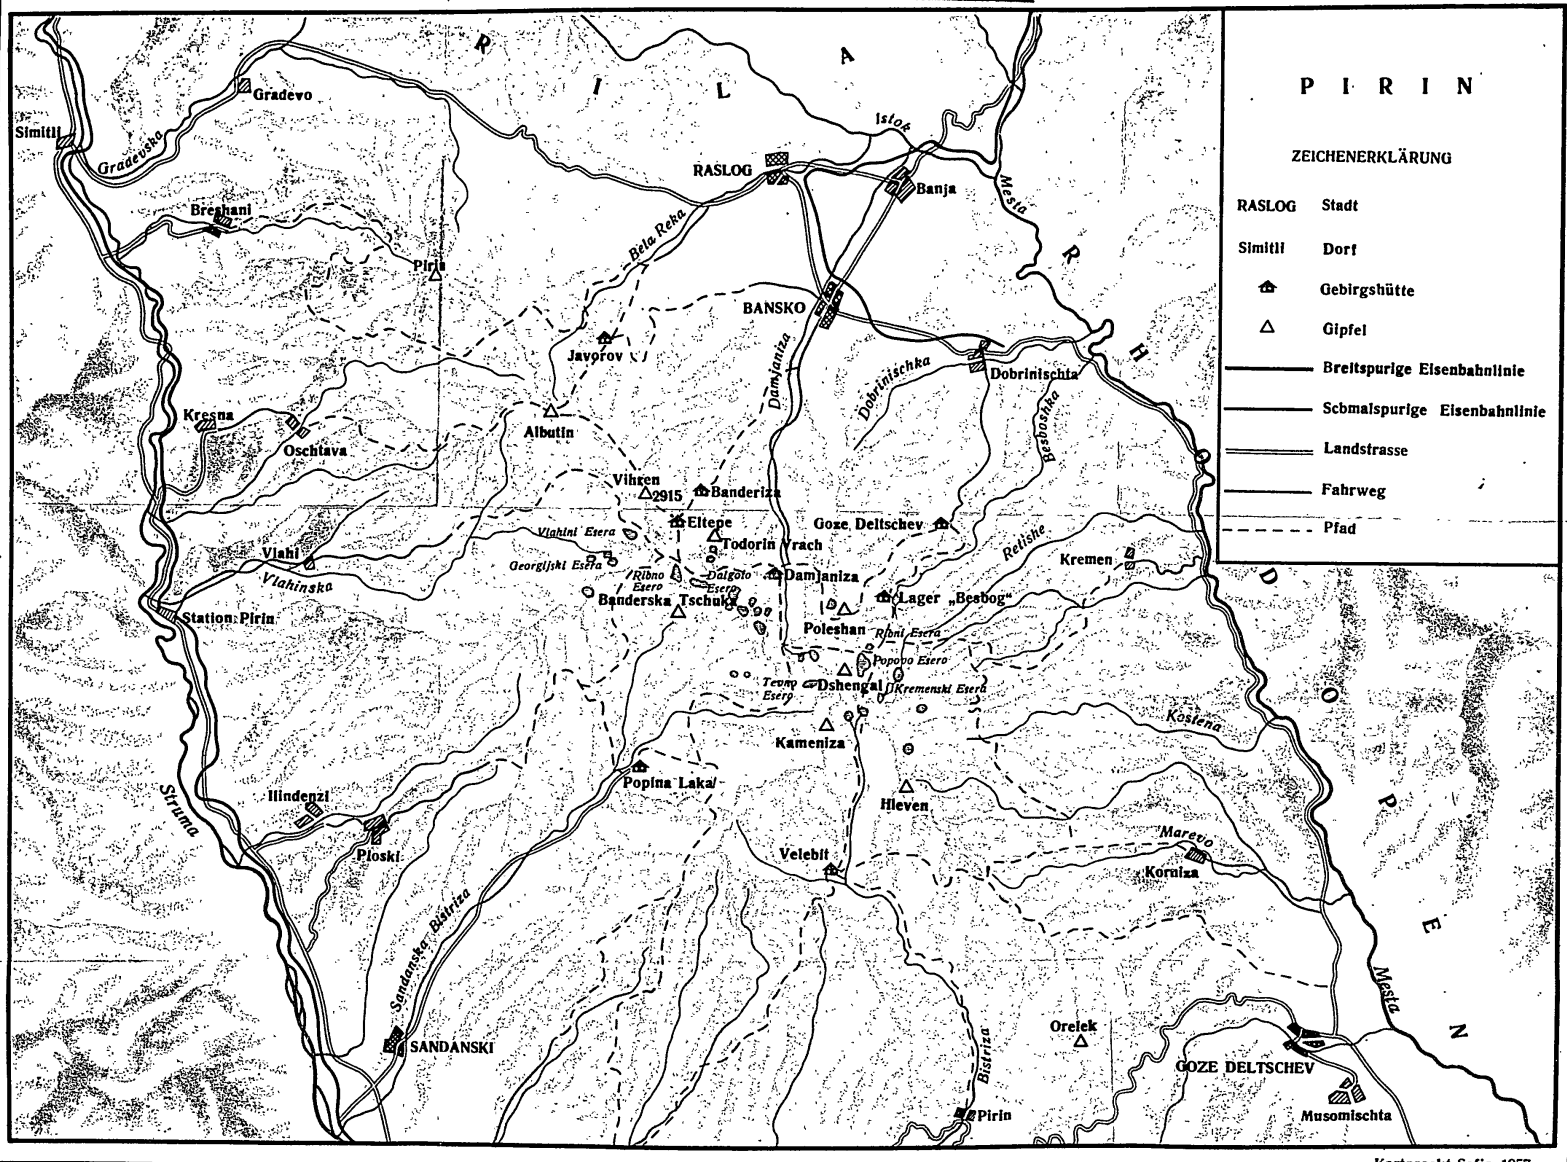 PIRIN
ZEICHENERKLÄRUNG
RASLOG Stadt
Simitli Dorf
Gebirgshütte
Gipfel
Breitspurige Eisenbahnlinie
Schmalspurige Eisenbahnlinie
Landstrasse
Fahrweg
Pfad
RILA
RHODOPEN
Gradevo
Simitli
Gradevska
Istok
RASLOG
Banja
Mesta
Breshani
Bela Reka
Pirin
BANSKO
Javorov
Damjaniza
Dobrinischka
Dobrinischta
Besboshka
Kresna
Oschtava
Albutin
Vihren
2915
Banderiza
Eltepe
Goze Deltschev
Vlahini Esera
Todorin Vrach
Retishe
Vlahi
Georgijski Esera
Kremen
Vlahinska
Ribno
Esero
Dalgoto
Esero
Damjaniza
Banderska Tschuka
Lager „Besbog"
Station Pirin
Poleshan
Ribni Esera
Popovo Esero
Tevno
Esero
Dshengal
Kremenski Esera
Kostena
Kameniza
Popina Laka
Hleven
Ilindenzi
Struma
Ploski
Marevo
Velebit
Korniza
Sandanska Bistriza
Mesta
SANDANSKI
Orelek
Bistriza
GOZE DELTSCHEV
Pirin
Musomischta